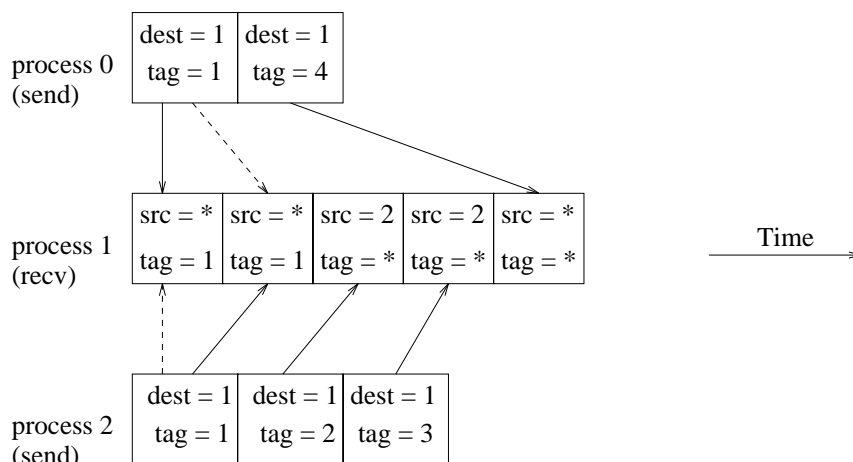 dest = 1 dest = 1
process 0 tag = 1 tag = 4
(send)
src = * src = * src = 2 src = 2 src = *
process 1 tag = 1 tag = 1 tag = * tag = * tag = *
(recv)
Time
dest = 1 dest = 1 dest = 1
process 2 tag = 1 tag = 2 tag = 3
(send)